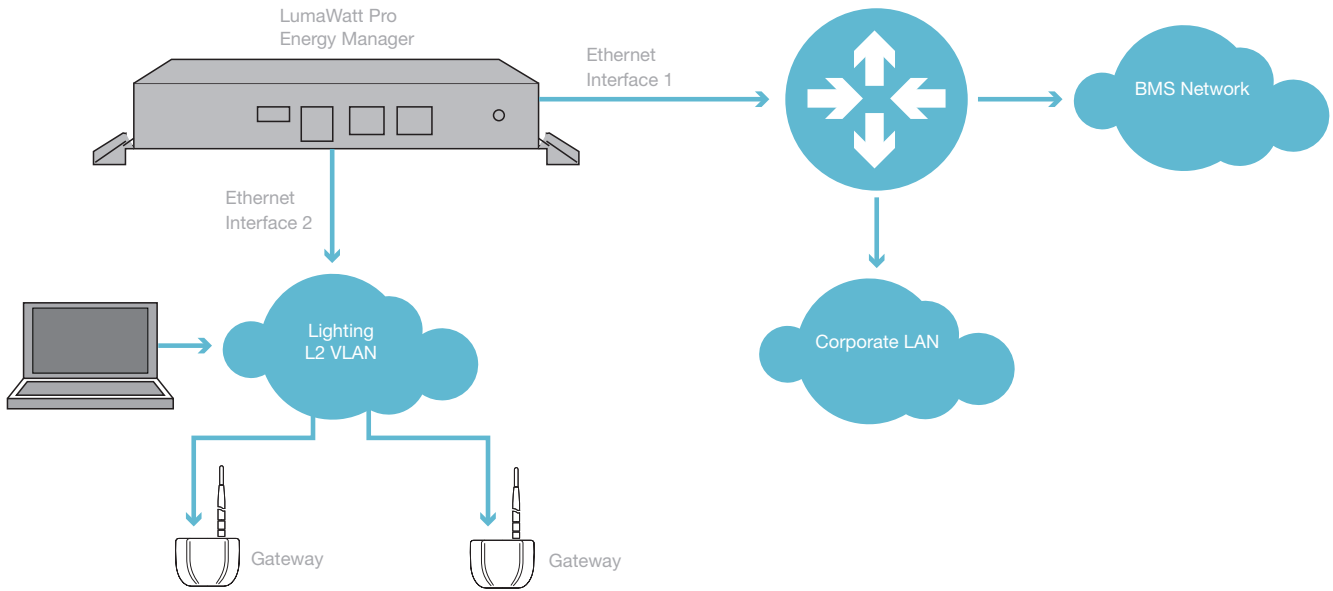 LumaWatt Pro
Energy Manager
Ethernet
Interface 1
BMS Network
Ethernet
Interface 2
Lighting
L2 VLAN
Corporate LAN
Gateway
Gateway